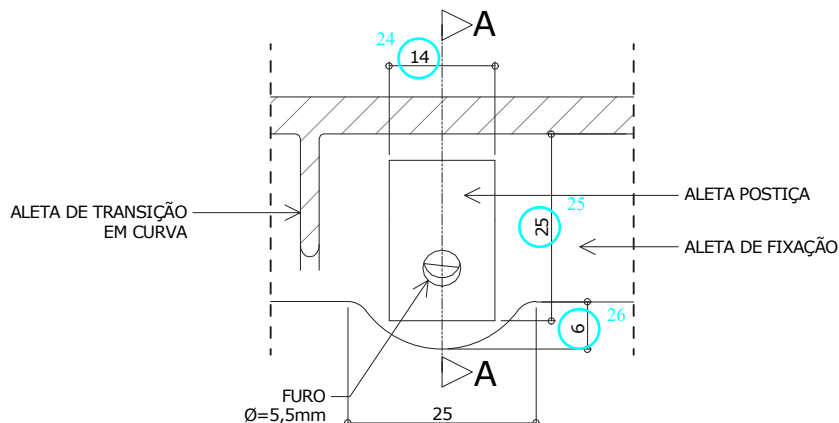 A
24
14
ALETA DE TRANSIÇÃO
EM CURVA
ALETA POSTIÇA
25
25
ALETA DE FIXAÇÃO
26
6
A
FURO
Ø=5,5mm
25